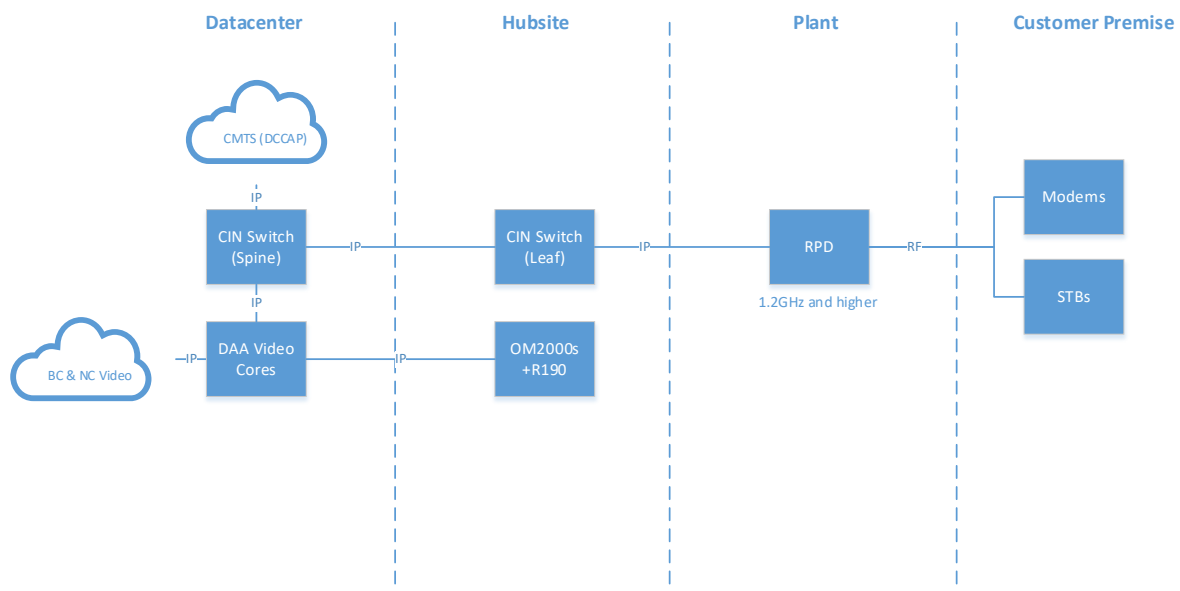 Datacenter
Hubsite
Plant
Customer Premise
CMTS (DCCAP)
IP
CIN Switch
(Spine)
IP
CIN Switch
(Leaf)
IP
RPD
RF
Modems
STBs
1.2GHz and higher
IP
BC & NC Video
IP
DAA Video
Cores
IP
OM2000s
+R190